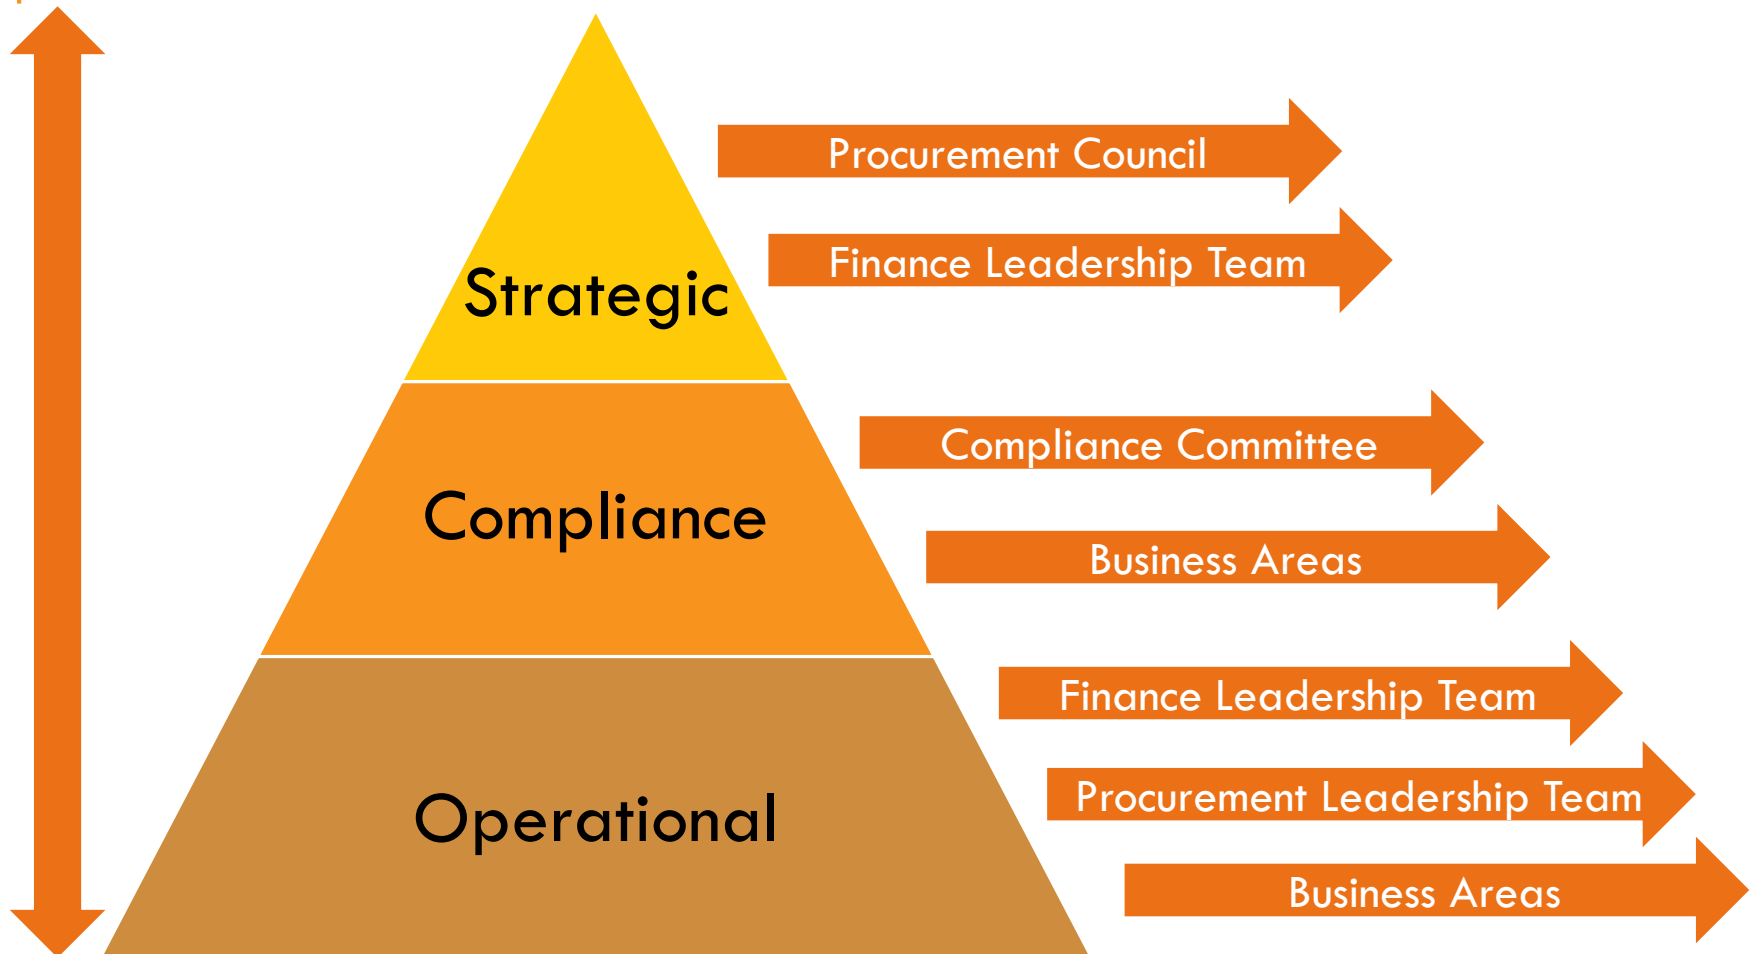 Procurement Council
Finance Leadership Team
Strategic
Compliance Committee
Compliance
Business Areas
Finance Leadership Team
Procurement Leadership Team
Operational
Business Areas